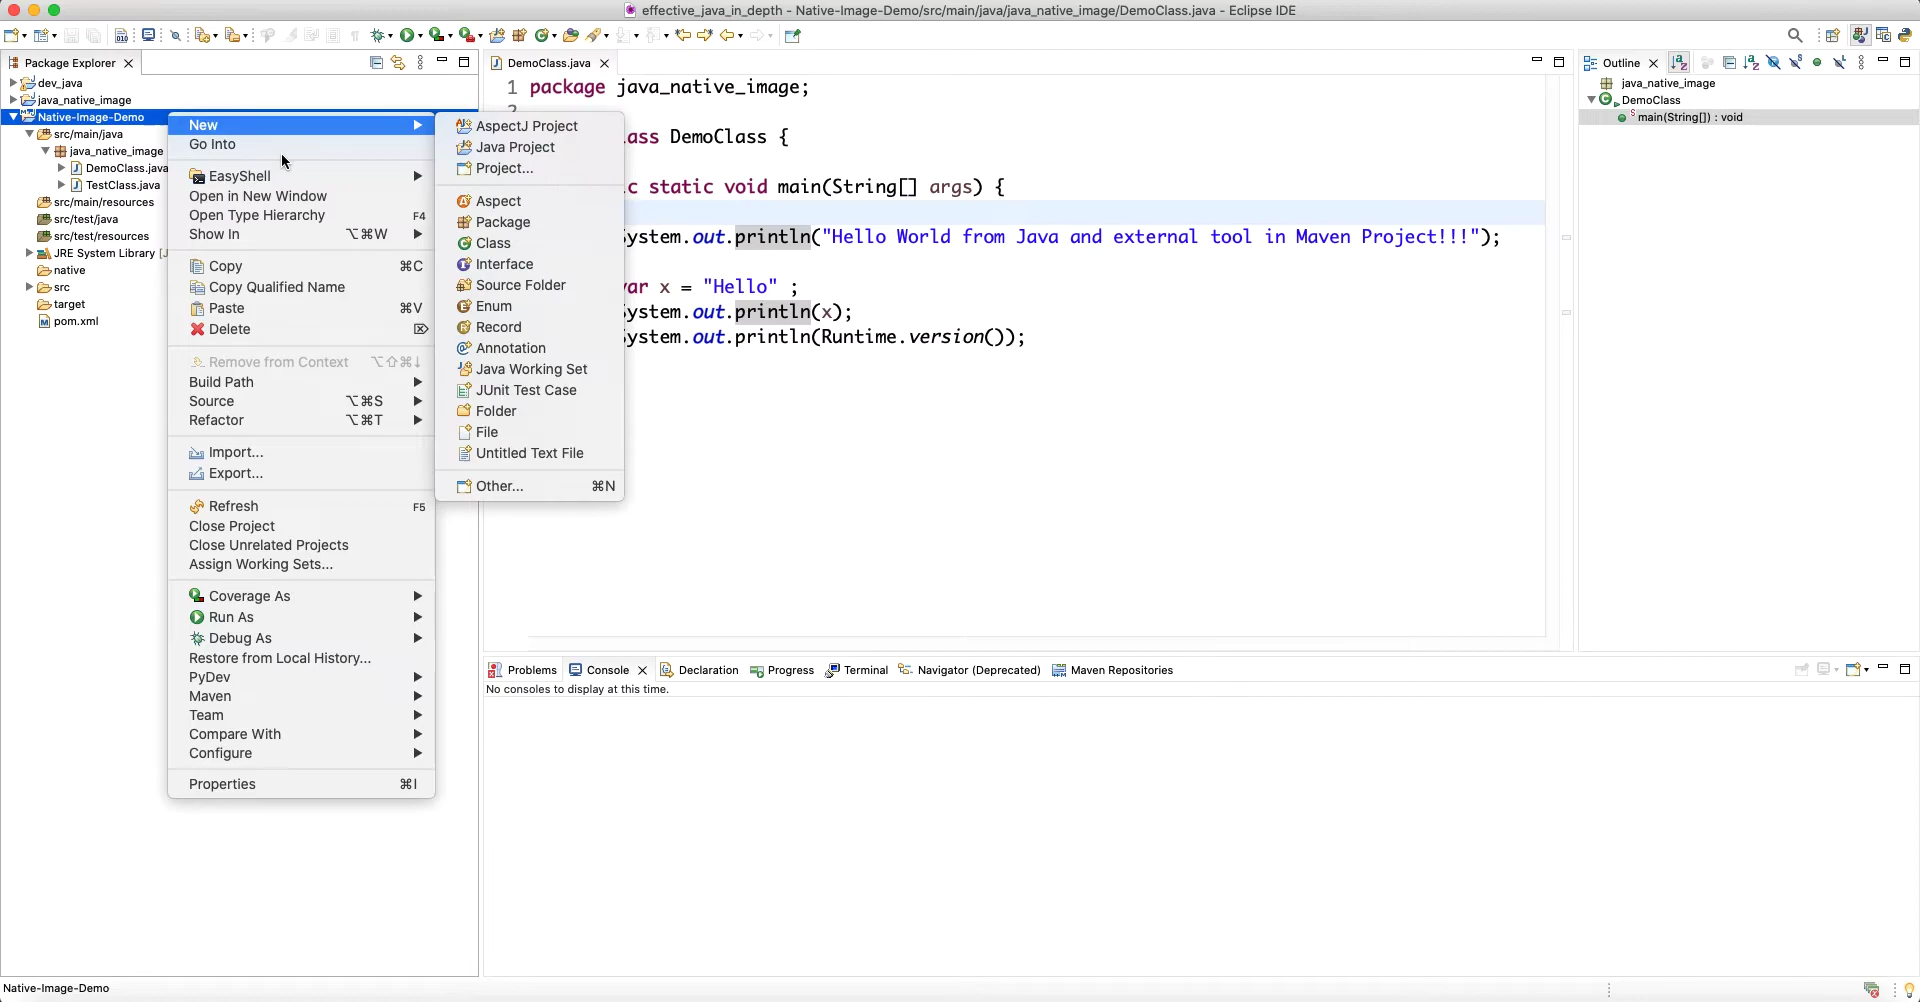 effective_java_in_depth - Native-Image-Demo/src/main/java/java_native_image/DemoClass.java - Eclipse IDE
Package Explorer
dev_java
java_native_image
Native-Image-Demo
src/main/java
java_native_image
DemoClass.java
TestClass.java
src/main/resources
src/test/java
src/test/resources
JRE System Library [J
native
src
target
pom.xml
New
Go Into
EasyShell
Open in New Window
Open Type Hierarchy F4
Show In ⌥⌘W
Copy ⌘C
Copy Qualified Name
Paste ⌘V
Delete ⌦
Remove from Context ⌥⇧⌘↓
Build Path
Source ⌥⌘S
Refactor ⌥⌘T
Import...
Export...
Refresh F5
Close Project
Close Unrelated Projects
Assign Working Sets...
Coverage As
Run As
Debug As
Restore from Local History...
PyDev
Maven
Team
Compare With
Configure
Properties ⌘I
AspectJ Project
Java Project
Project...
Aspect
Package
Class
Interface
Source Folder
Enum
Record
Annotation
Java Working Set
JUnit Test Case
Folder
File
Untitled Text File
Other... ⌘N
DemoClass.java
1 package java_native_image;
2
ass DemoClass {
c static void main(String[] args) {
System.out.println("Hello World from Java and external tool in Maven Project!!!");
var x = "Hello" ;
System.out.println(x);
System.out.println(Runtime.version());
Outline
java_native_image
DemoClass
main(String[]) : void
Problems Console Declaration Progress Terminal Navigator (Deprecated) Maven Repositories
No consoles to display at this time.
Native-Image-Demo